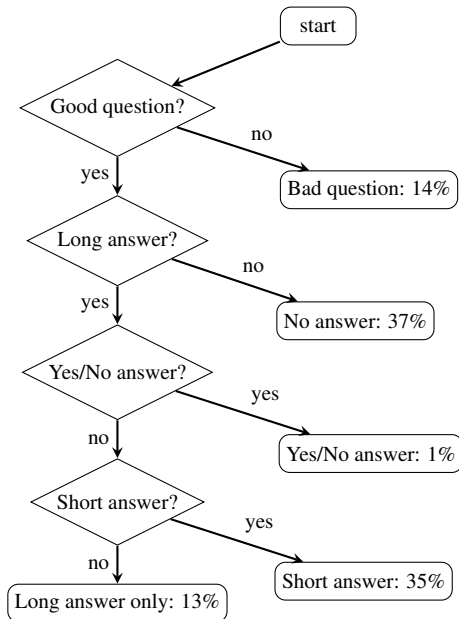 start
Good question?
no
yes
Bad question: 14%
Long answer?
no
yes
No answer: 37%
Yes/No answer?
yes
no
Yes/No answer: 1%
Short answer?
yes
no
Short answer: 35%
Long answer only: 13%